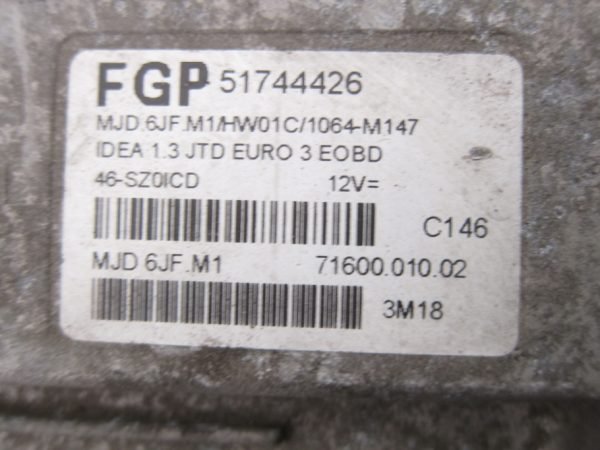 FGP 51744426
MJD.6JF.M1/HW01C/1064-M147
IDEA 1.3 JTD EURO 3 EOBD
46-SZ0ICD 12V=
C146
MJD 6JF.M1 71600.010.02
3M18